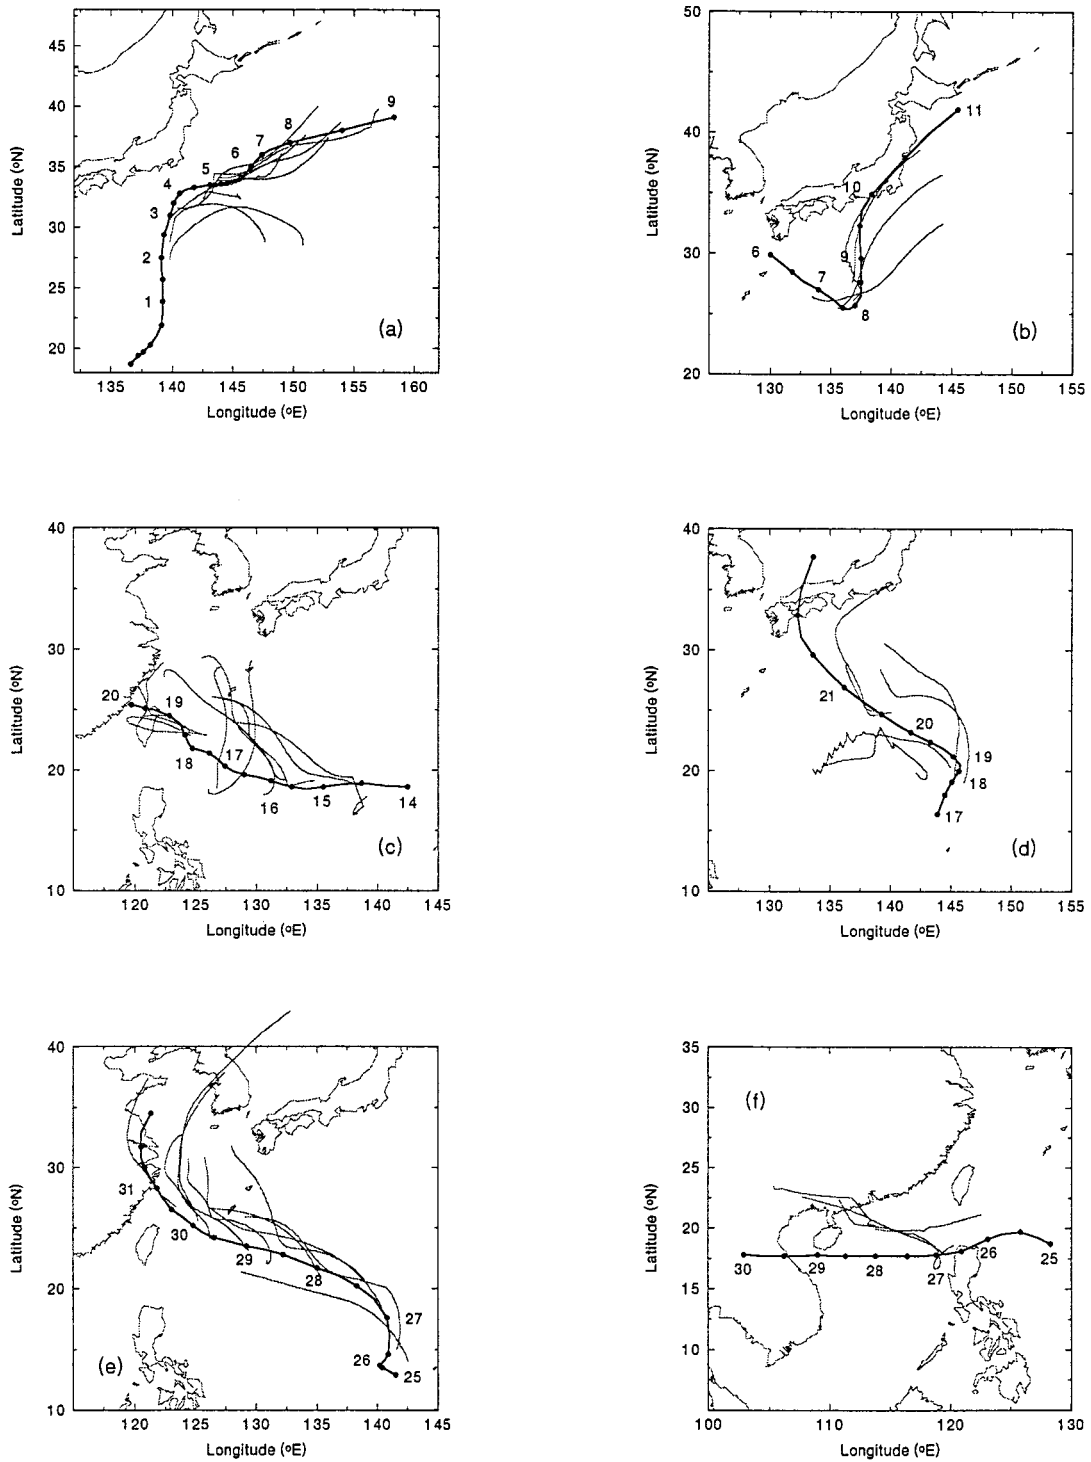 45
40
35
30
25
20
Latitude (ºN)
9
8
7
6
5
4
3
2
1
(a)
135 140 145 150 155 160
Longitude (ºE)
50
40
30
20
Latitude (ºN)
11
10
6
9
7
8
(b)
125 130 135 140 145 150 155
Longitude (ºE)
40
30
20
10
Latitude (ºN)
20
19
18
17
16
15
14
(c)
120 125 130 135 140 145
Longitude (ºE)
40
30
20
10
Latitude (ºN)
21
20
19
18
17
(d)
130 135 140 145 150 155
Longitude (ºE)
40
30
20
10
Latitude (ºN)
31
30
29
28
27
26
25
(e)
120 125 130 135 140 145
Longitude (ºE)
35
30
25
20
15
10
Latitude (ºN)
(f)
30 29 28 27 26 25
100 110 120 130
Longitude (ºE)